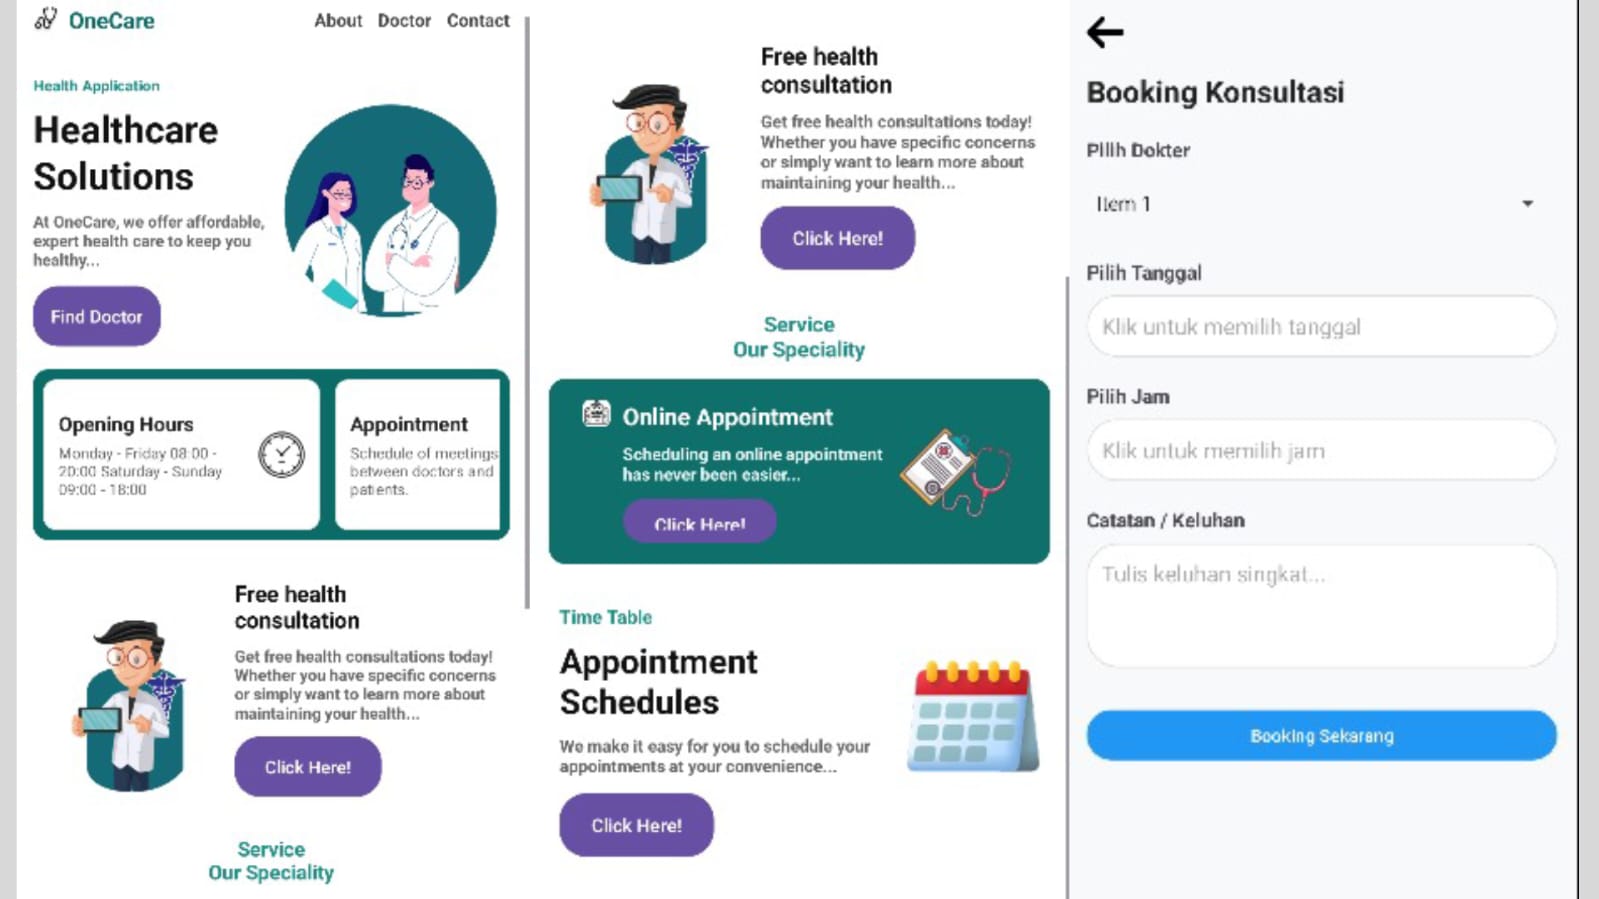 OneCare
About Doctor Contact
Health Application
Healthcare
Solutions
At OneCare, we offer affordable,
expert health care to keep you
healthy...
Find Doctor
Opening Hours
Monday - Friday 08:00 -
20:00 Saturday - Sunday
09:00 - 18:00
Appointment
Schedule of meetings
between doctors and
patients.
Free health
consultation
Get free health consultations today!
Whether you have specific concerns
or simply want to learn more about
maintaining your health...
Click Here!
Service
Our Speciality
Free health
consultation
Get free health consultations today!
Whether you have specific concerns
or simply want to learn more about
maintaining your health...
Click Here!
Service
Our Speciality
Online Appointment
Scheduling an online appointment
has never been easier...
Click Here!
Time Table
Appointment
Schedules
We make it easy for you to schedule your
appointments at your convenience...
Click Here!
Booking Konsultasi
Pilih Dokter
Item 1
Pilih Tanggal
Klik untuk memilih tanggal
Pilih Jam
Klik untuk memilih jam
Catatan / Keluhan
Tulis keluhan singkat...
Booking Sekarang